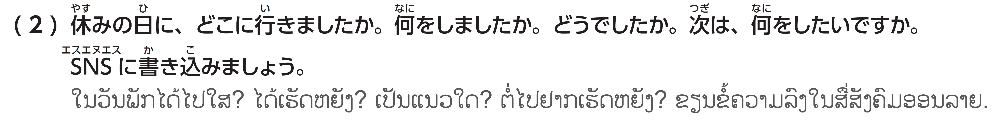 (2) 休みの日に、どこに行きましたか。何をしましたか。どうでしたか。次は、何をしたいですか。
SNSに書き込みましょう。
ໃນວັນພັກໄດ້ໄປໃສ? ໄດ້ເຮັດຫຍັງ? ເປັນແນວໃດ? ຕໍ່ໄປຢາກເຮັດຫຍັງ? ຂຽນຂໍ້ຄວາມລົງໃນສື່ສັງຄົມອອນລາຍ.